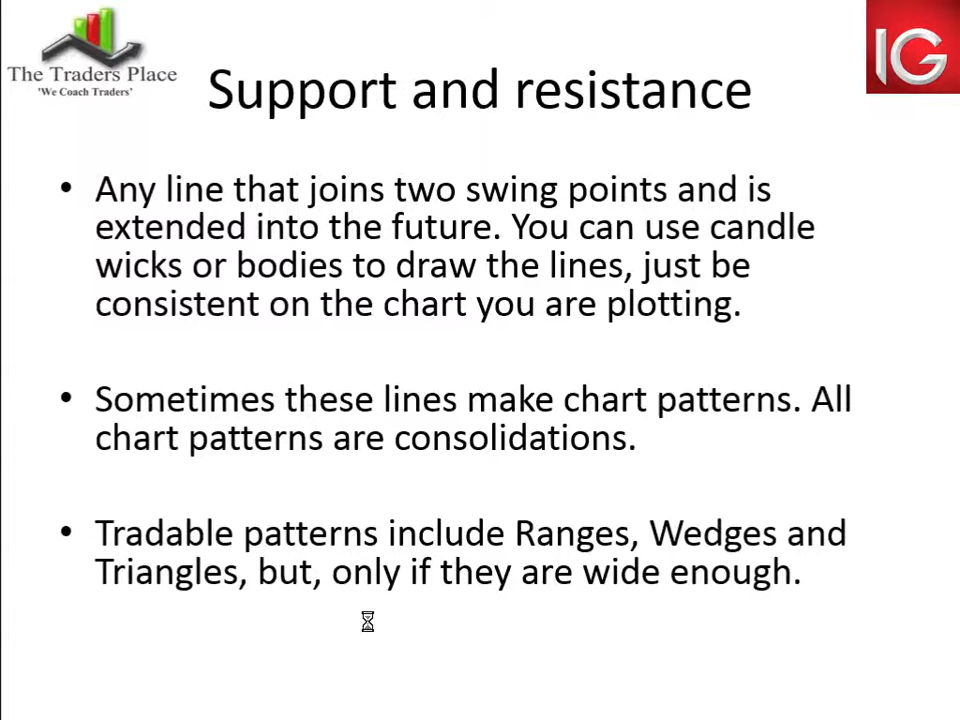 The Traders Place
'We Coach Traders'
IG
Support and resistance
• Any line that joins two swing points and is
extended into the future. You can use candle
wicks or bodies to draw the lines, just be
consistent on the chart you are plotting.
• Sometimes these lines make chart patterns. All
chart patterns are consolidations.
• Tradable patterns include Ranges, Wedges and
Triangles, but, only if they are wide enough.